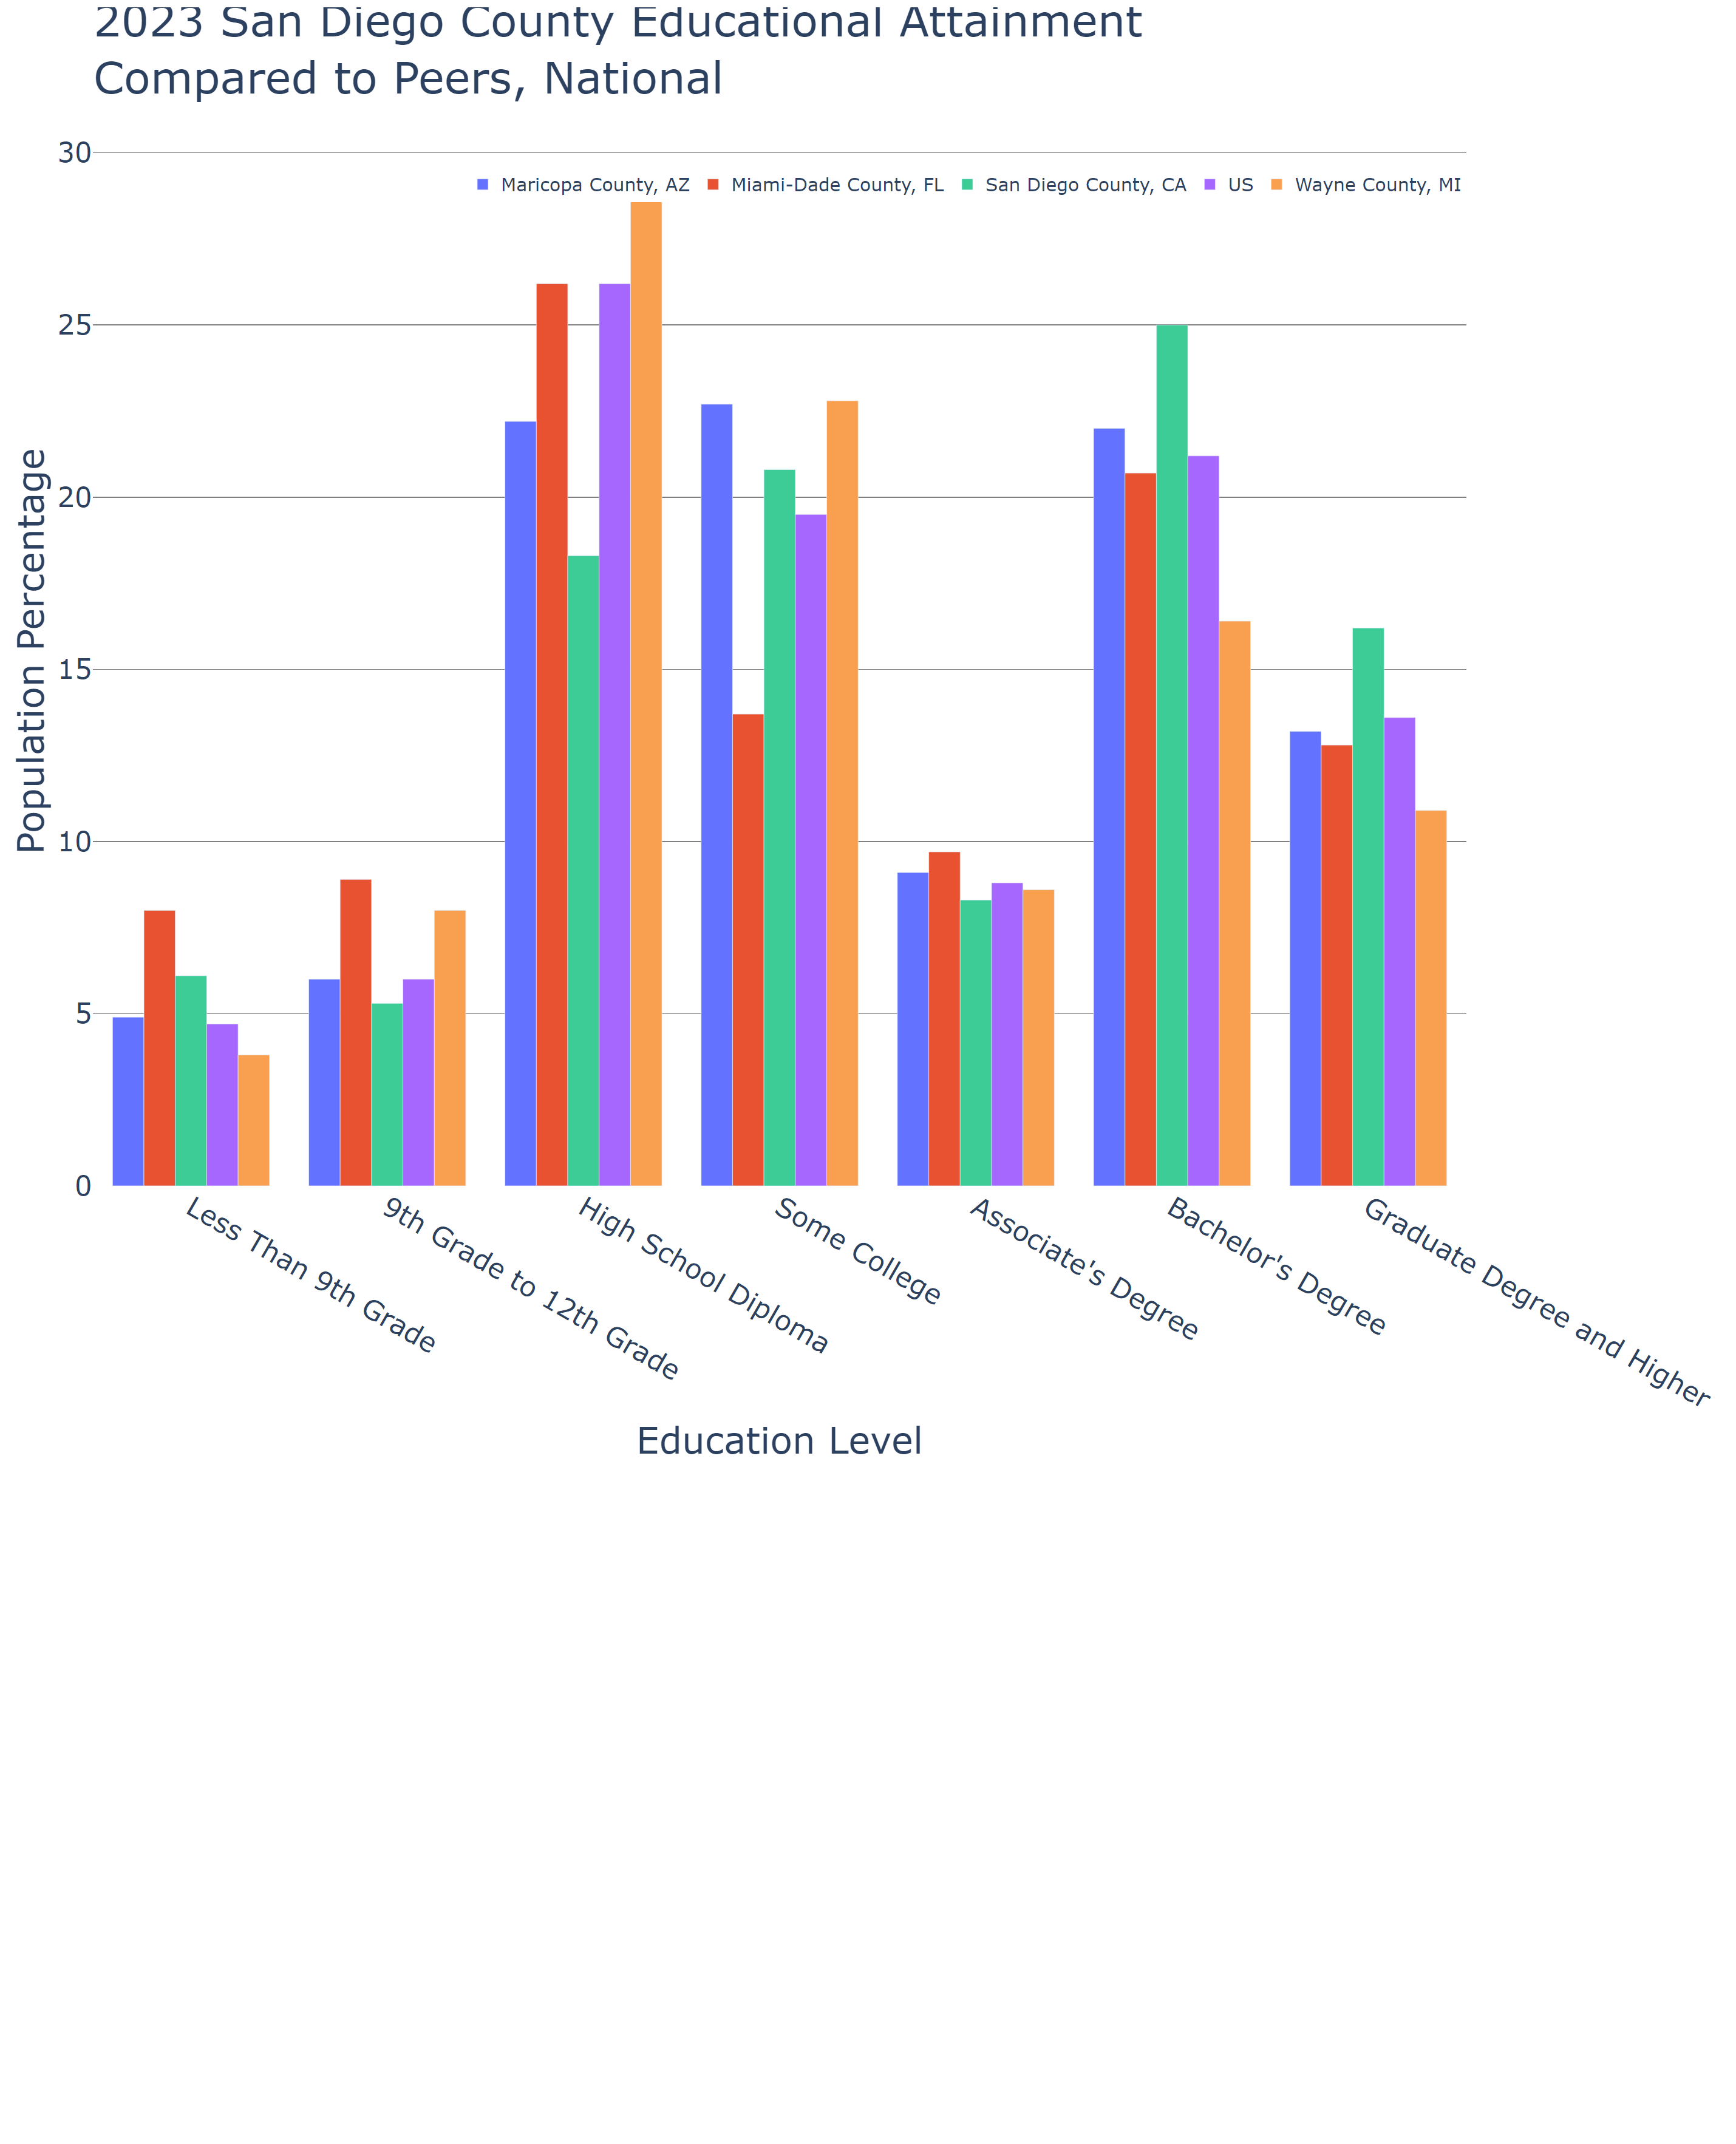 2023 San Diego County Educational Attainment
Compared to Peers, National
30
Maricopa County, AZ
Miami-Dade County, FL
San Diego County, CA
US
Wayne County, MI
25
20
15
10
5
0
Population Percentage
Less Than 9th Grade
9th Grade to 12th Grade
High School Diploma
Some College
Associate's Degree
Bachelor's Degree
Graduate Degree and Higher
Education Level